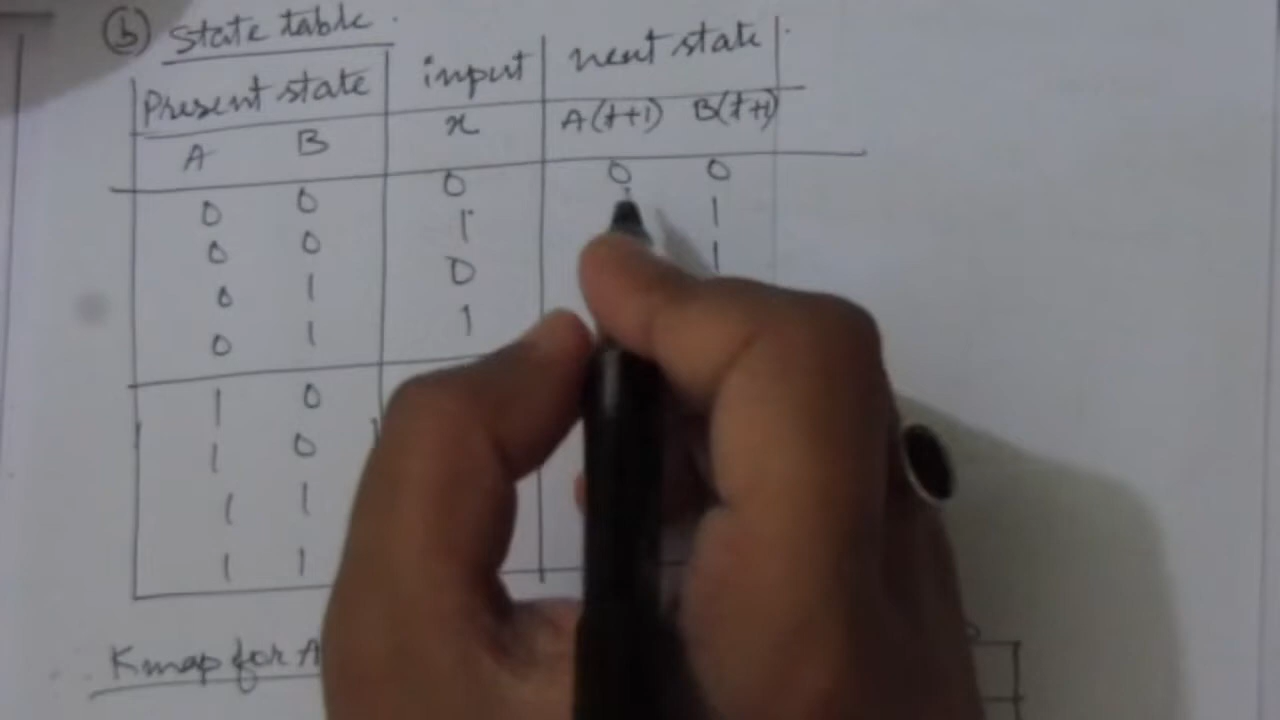 (b) State table.
Present state input next state
A B x A(t+1) B(t+1)
0 0 0 0 0
0 0 1 1
0 1 0 1
0 1 1
1 0
1 0
1 1
1 1
K map for A